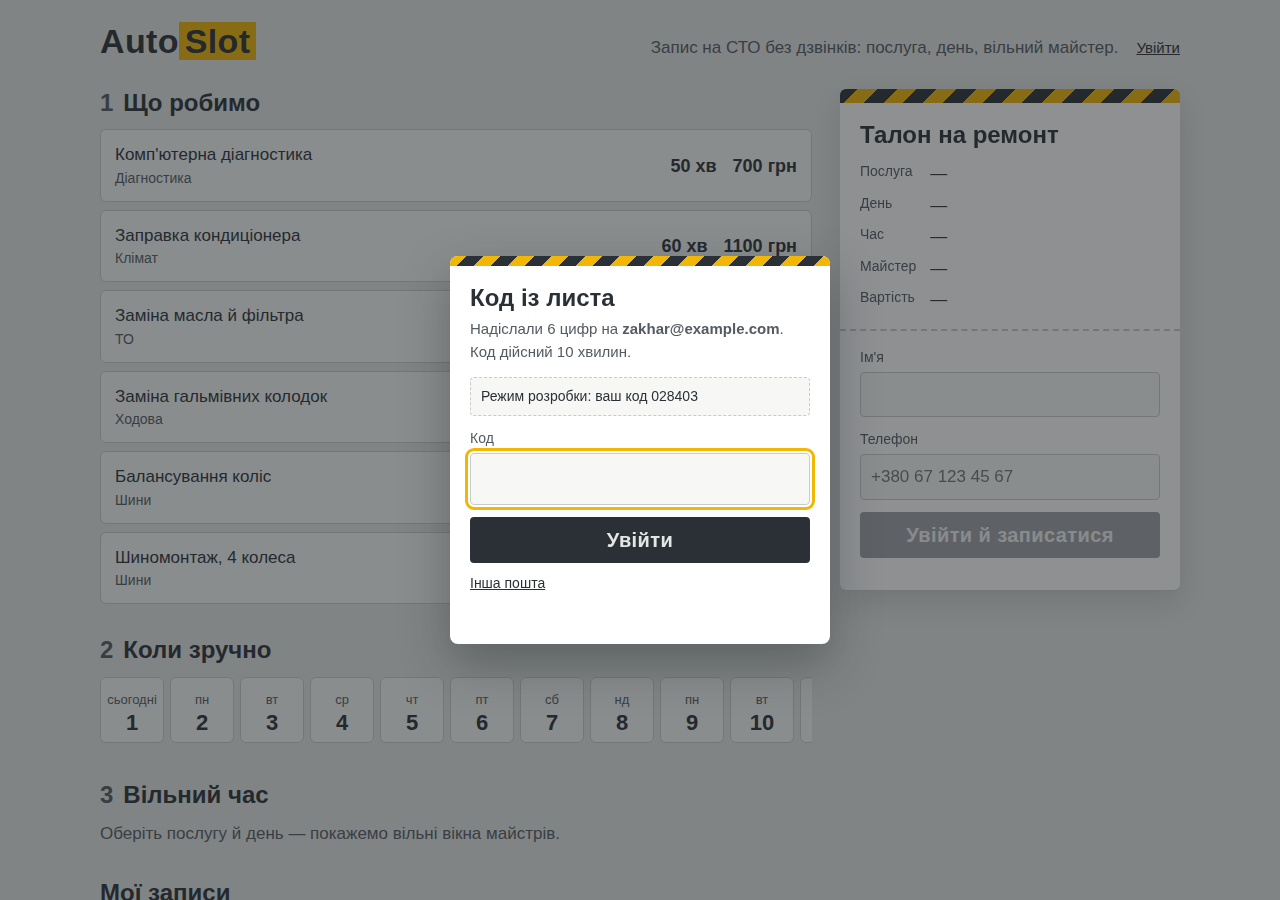 AutoSlot
Запис на СТО без дзвінків: послуга, день, вільний майстер. Увійти
1 Що робимо
Комп'ютерна діагностика
Діагностика
50 хв 700 грн
Заправка кондиціонера
Клімат
60 хв 1100 грн
Заміна масла й фільтра
ТО
Заміна гальмівних колодок
Ходова
Балансування коліс
Шини
Шиномонтаж, 4 колеса
Шини
2 Коли зручно
сьогодні пн вт ср чт пт сб нд пн вт
1 2 3 4 5 6 7 8 9 10
3 Вільний час
Оберіть послугу й день — покажемо вільні вікна майстрів.
Мої записи
Талон на ремонт
Послуга —
День —
Час —
Майстер —
Вартість —
Ім'я
Телефон
+380 67 123 45 67
Увійти й записатися
Код із листа
Надіслали 6 цифр на zakhar@example.com.
Код дійсний 10 хвилин.
Режим розробки: ваш код 028403
Код
Увійти
Інша пошта